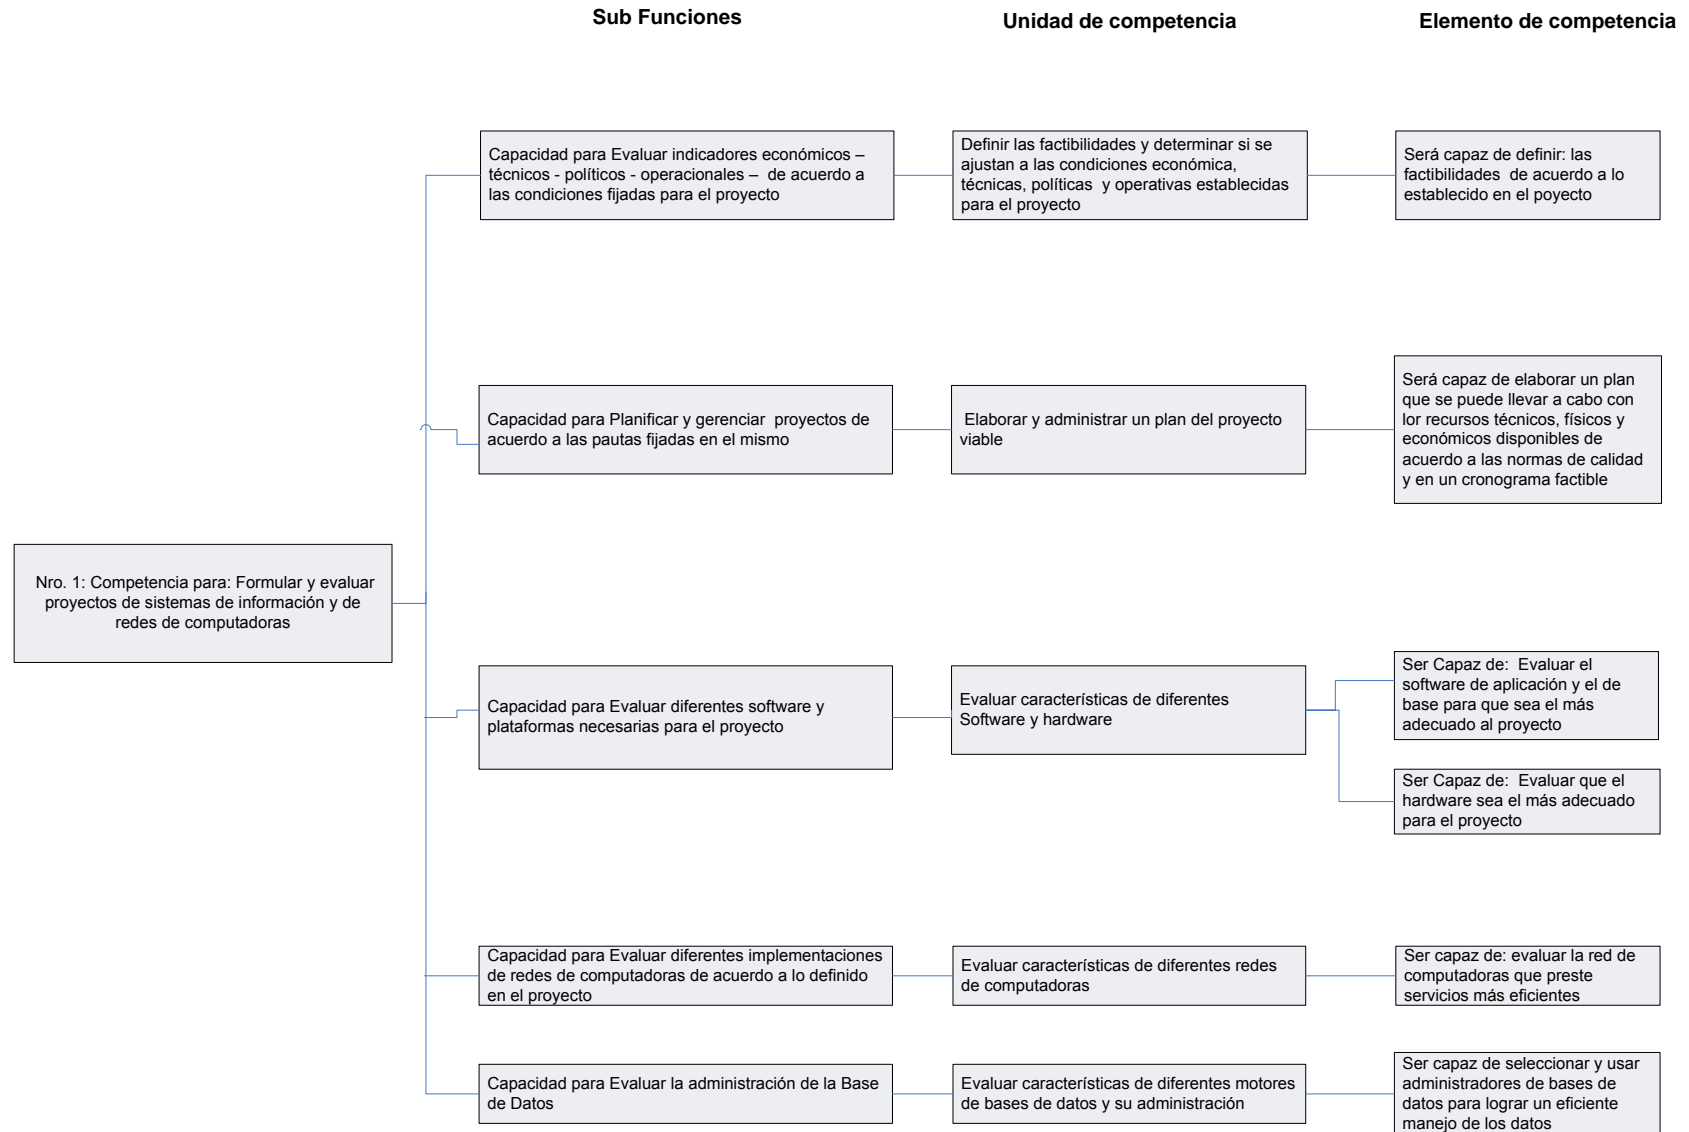 Sub Funciones
Unidad de competencia
Elemento de competencia
Capacidad para Evaluar indicadores económicos –
técnicos - políticos - operacionales –  de acuerdo a
las condiciones fijadas para el proyecto
Definir las factibilidades y determinar si se
ajustan a las condiciones económica,
técnicas, políticas  y operativas establecidas
para el proyecto
Será capaz de definir: las
factibilidades  de acuerdo a lo
establecido en el poyecto
Capacidad para Planificar y gerenciar  proyectos de
acuerdo a las pautas fijadas en el mismo
Elaborar y administrar un plan del proyecto
viable
Será capaz de elaborar un plan
que se puede llevar a cabo con
lor recursos técnicos, físicos y
económicos disponibles de
acuerdo a las normas de calidad
y en un cronograma factible
Nro. 1: Competencia para: Formular y evaluar
proyectos de sistemas de información y de
redes de computadoras
Capacidad para Evaluar diferentes software y
plataformas necesarias para el proyecto
Evaluar características de diferentes
Software y hardware
Ser Capaz de:  Evaluar el
software de aplicación y el de
base para que sea el más
adecuado al proyecto
Ser Capaz de:  Evaluar que el
hardware sea el más adecuado
para el proyecto
Capacidad para Evaluar diferentes implementaciones
de redes de computadoras de acuerdo a lo definido
en el proyecto
Evaluar características de diferentes redes
de computadoras
Ser capaz de: evaluar la red de
computadoras que preste
servicios más eficientes
Capacidad para Evaluar la administración de la Base
de Datos
Evaluar características de diferentes motores
de bases de datos y su administración
Ser capaz de seleccionar y usar
administradores de bases de
datos para lograr un eficiente
manejo de los datos